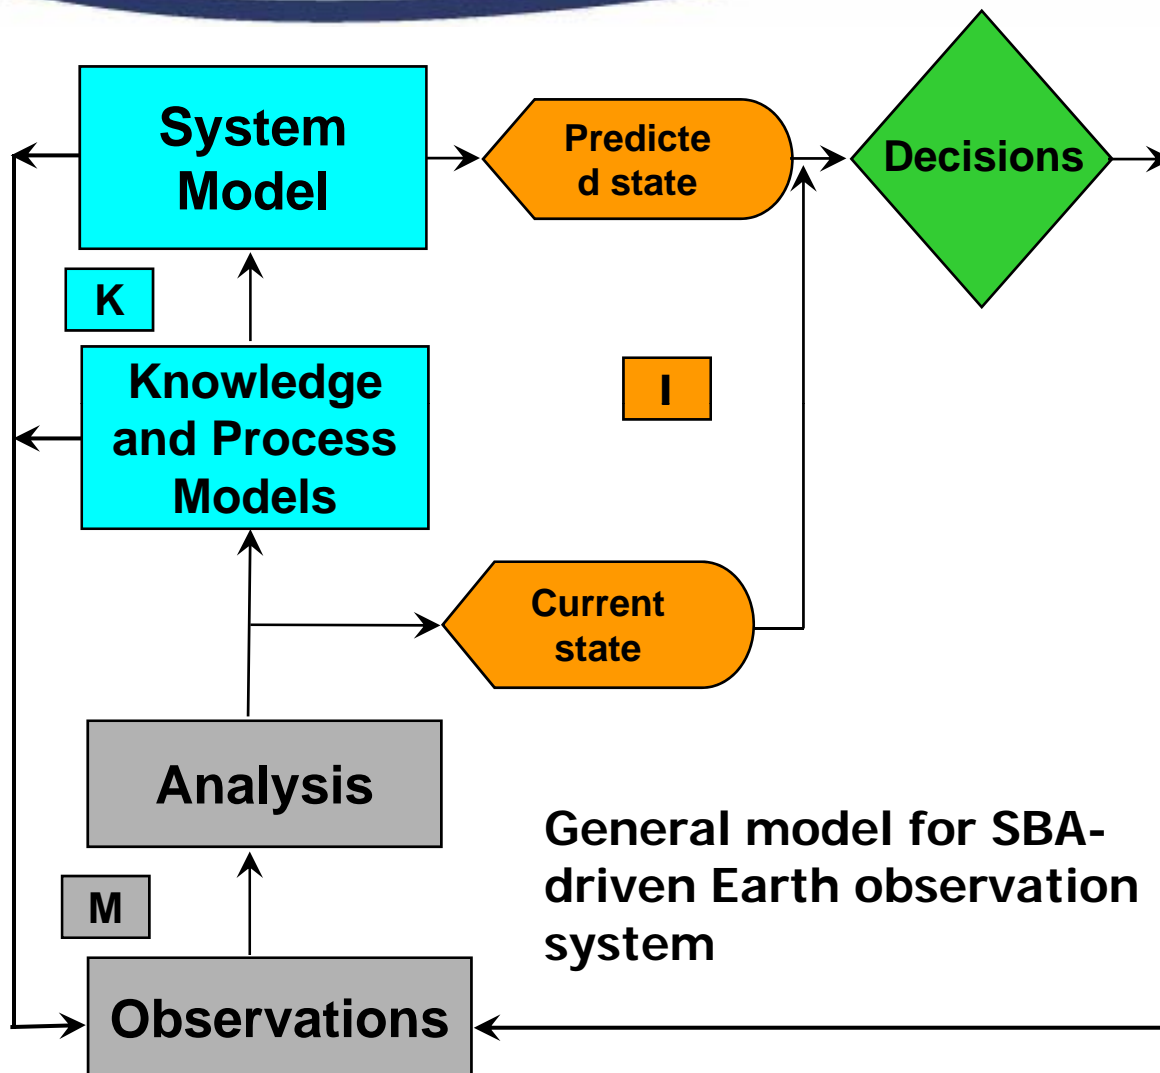 System
Model
Predicte
d state
Decisions
K
Knowledge
and Process
Models
I
Current
state
Analysis
General model for SBA-
driven Earth observation
system
M
Observations